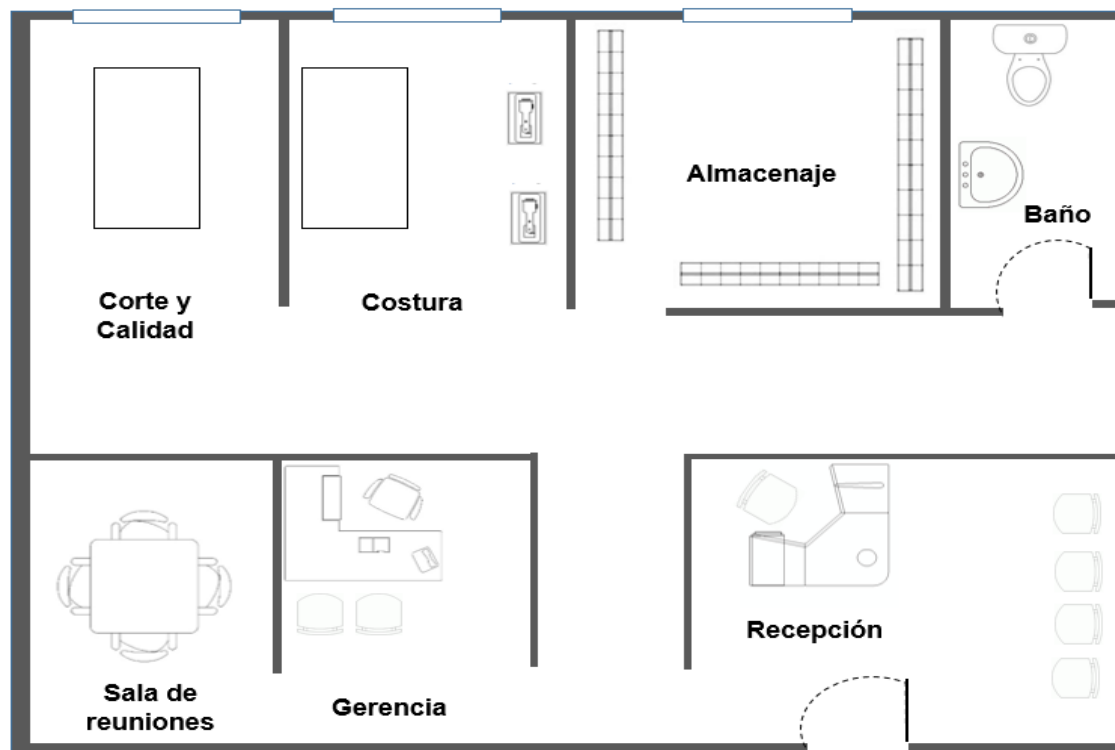 Almacenaje
Baño
Corte y
Calidad
Costura
Recepción
Sala de
reuniones
Gerencia